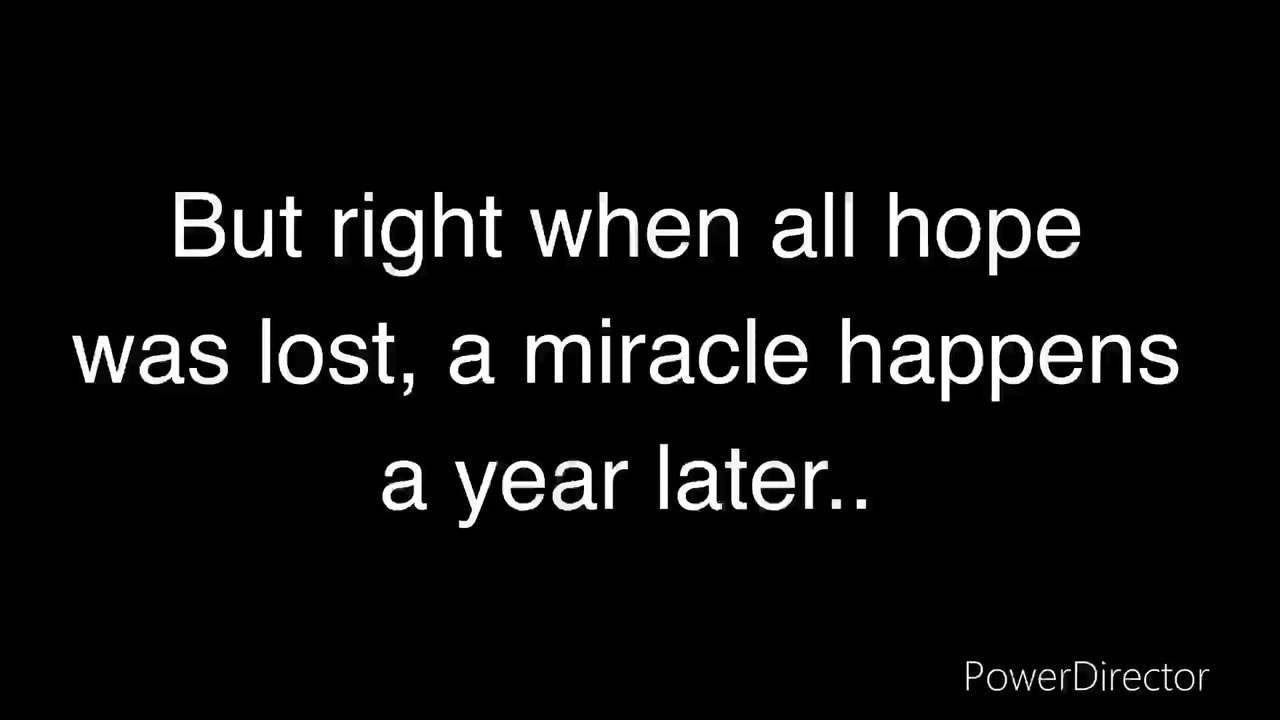 But right when all hope
was lost, a miracle happens
a year later..
PowerDirector